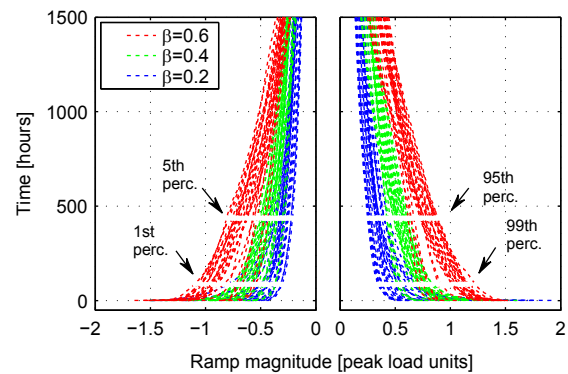 1500
1000
500
0
Time [hours]
β=0.6
β=0.4
β=0.2
5th
perc.
1st
perc.
95th
perc.
99th
perc.
−2 −1.5 −1 −0.5 0
0 0.5 1 1.5 2
Ramp magnitude [peak load units]